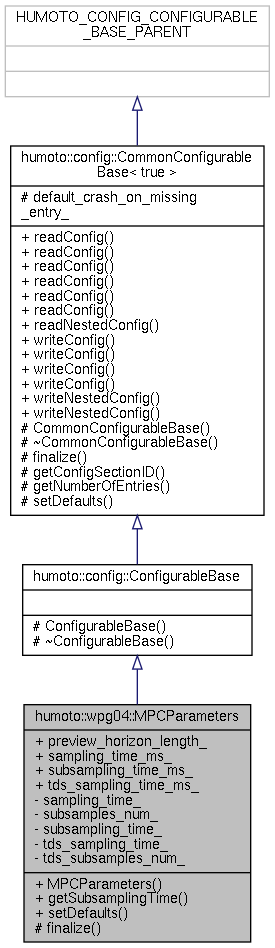 HUMOTO_CONFIG_CONFIGURABLE
_BASE_PARENT
humoto::config::CommonConfigurable
Base< true >
# default_crash_on_missing
_entry_
+ readConfig()
+ readConfig()
+ readConfig()
+ readConfig()
+ readConfig()
+ readConfig()
+ readNestedConfig()
+ writeConfig()
+ writeConfig()
+ writeConfig()
+ writeConfig()
+ writeNestedConfig()
+ writeNestedConfig()
# CommonConfigurableBase()
# ~CommonConfigurableBase()
# finalize()
# getConfigSectionID()
# getNumberOfEntries()
# setDefaults()
humoto::config::ConfigurableBase
# ConfigurableBase()
# ~ConfigurableBase()
humoto::wpg04::MPCParameters
+ preview_horizon_length_
+ sampling_time_ms_
+ subsampling_time_ms_
+ tds_sampling_time_ms_
- sampling_time_
- subsamples_num_
- subsampling_time_
- tds_sampling_time_
- tds_subsamples_num_
+ MPCParameters()
+ getSubsamplingTime()
+ setDefaults()
# finalize()